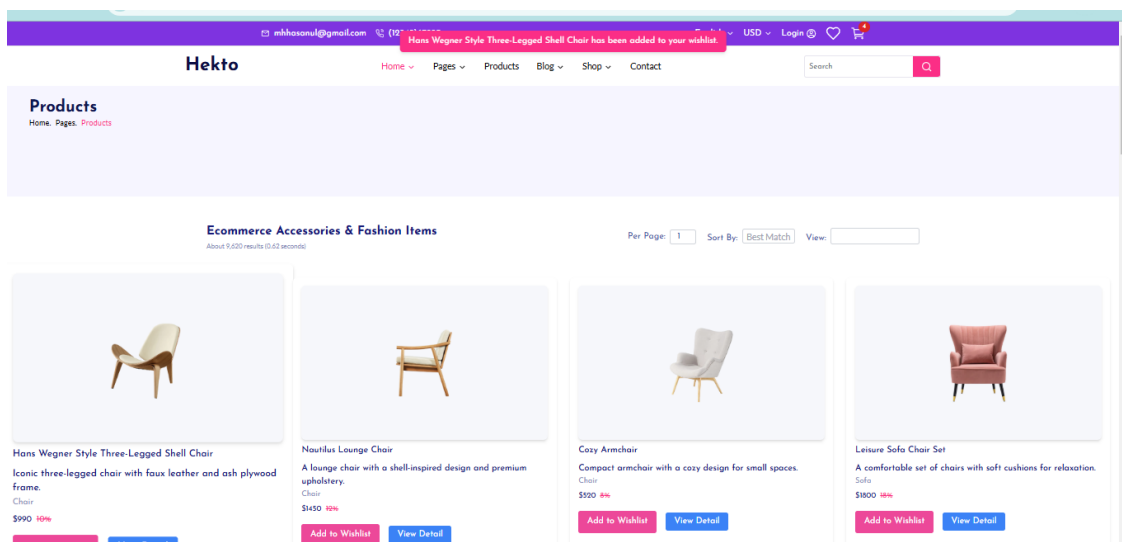 mhhasanul@gmail.com
Hans Wegner Style Three-Legged Shell Chair has been added to your wishlist.
USD
Login
4
Hekto
Home
Pages
Products
Blog
Shop
Contact
Search
Products
Home. Pages. Products
Ecommerce Accessories & Fashion Items
About 9,620 results (0.62 seconds)
Per Page: 1
Sort By: Best Match
View:
Hans Wegner Style Three-Legged Shell Chair
Iconic three-legged chair with faux leather and ash plywood
frame.
Chair
$990 10%
Nautilus Lounge Chair
A lounge chair with a shell-inspired design and premium
upholstery.
Chair
$1450 12%
Add to Wishlist
View Detail
Cozy Armchair
Compact armchair with a cozy design for small spaces.
Chair
$520 8%
Add to Wishlist
View Detail
Leisure Sofa Chair Set
A comfortable set of chairs with soft cushions for relaxation.
Sofa
$1800 18%
Add to Wishlist
View Detail